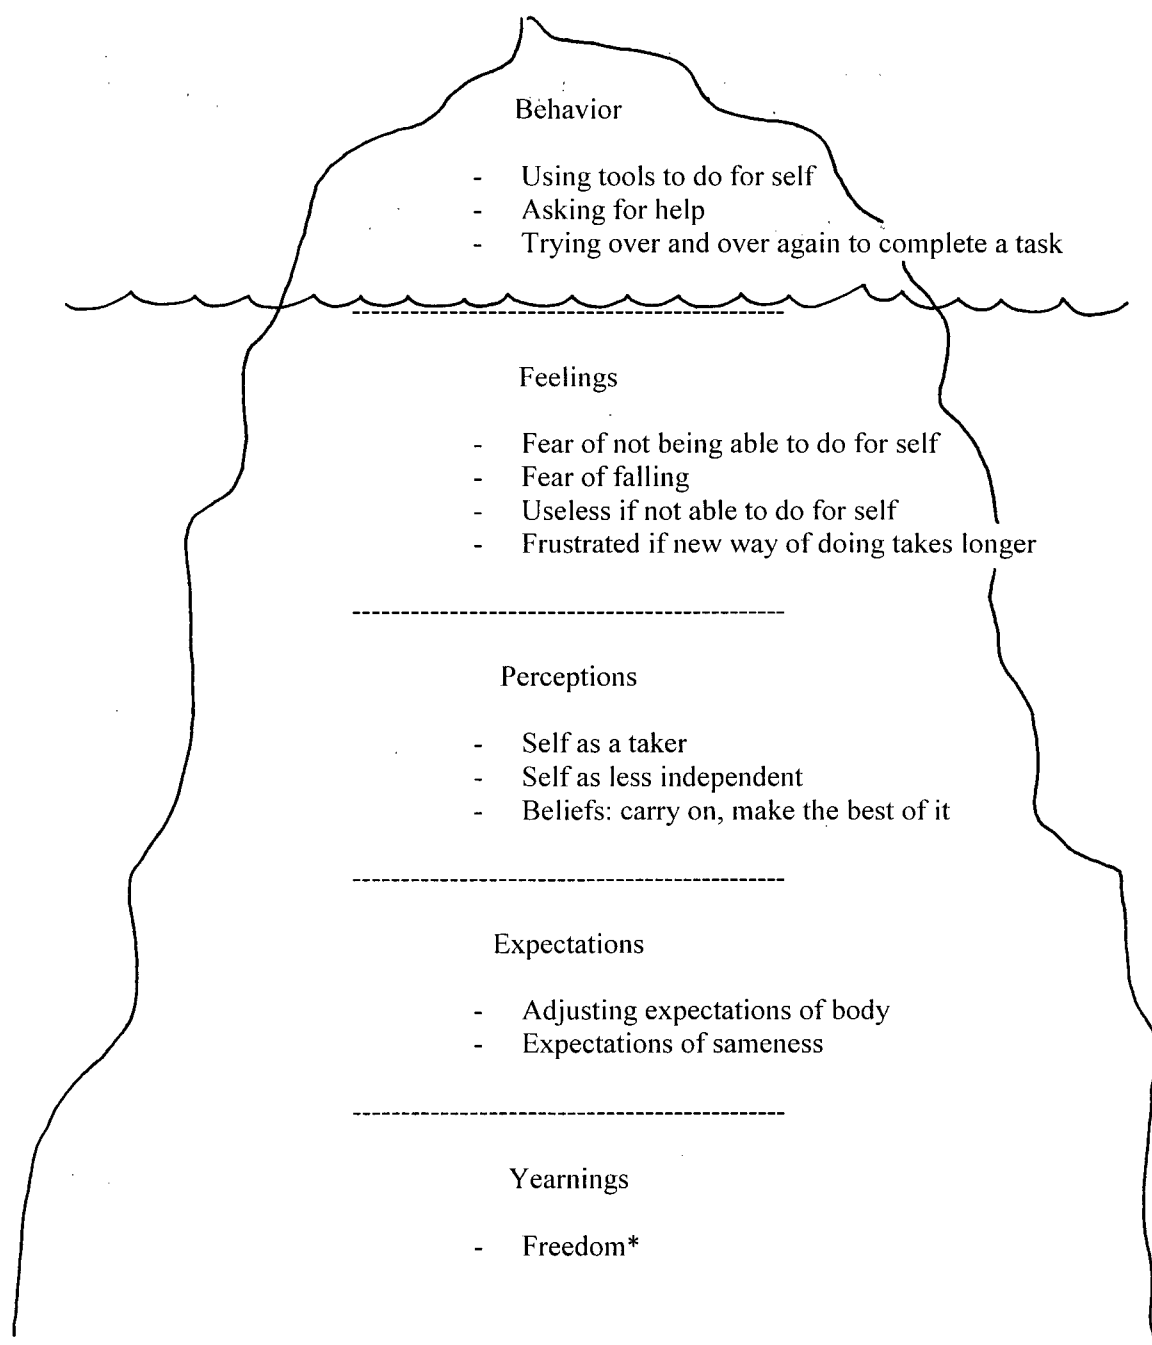 Behavior
- Using tools to do for self
- Asking for help
- Trying over and over again to complete a task
Feelings
- Fear of not being able to do for self
- Fear of falling
- Useless if not able to do for self
- Frustrated if new way of doing takes longer
Perceptions
- Self as a taker
- Self as less independent
- Beliefs: carry on, make the best of it
Expectations
- Adjusting expectations of body
- Expectations of sameness
Yearnings
- Freedom*